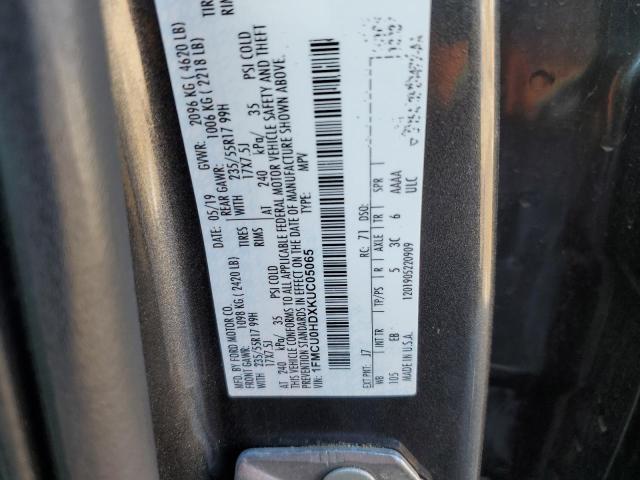 MFD. BY FORD MOTOR CO.
DATE: 05/19 GVWR: 2096 KG ( 4620 LB)
FRONT GAWR: 1098 KG ( 2420 LB) REAR GAWR: 1006 KG ( 2218 LB)
WITH 235/55R17 99H TIRES WITH 235/55R17 99H TIR
17X7.5J RIMS 17X7.5J RIM
AT 240 kPa/ 35 PSI COLD AT 240 kPa/ 35 PSI COLD
THIS VEHICLE CONFORMS TO ALL APPLICABLE FEDERAL MOTOR VEHICLE SAFETY AND THEFT
PREVENTION STANDARDS IN EFFECT ON THE DATE OF MANUFACTURE SHOWN ABOVE.
VIN: 1FMCU0HDXKUC05065 TYPE: MPV
EXT PNT: J7 RC: 71 DSO:
WB INT TR TP/PS R AXLE TR SPR
105 EB 5 3C 6 AAAA
ULC
MADE IN U.S.A. 1201905220909